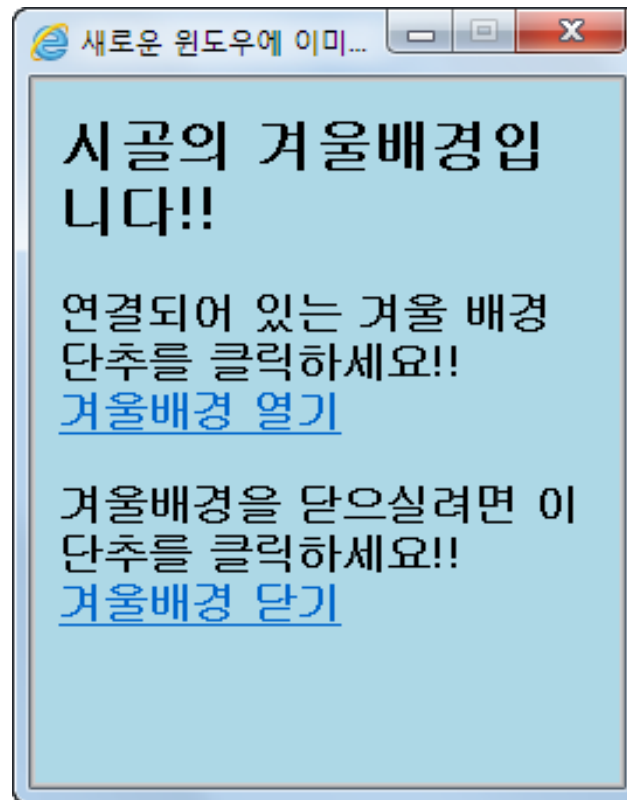 새로운 윈도우에 이미...
시골의 겨울배경입
니다!!
연결되어 있는 겨울 배경
단추를 클릭하세요!!
겨울배경 열기
겨울배경을 닫으실려면 이
단추를 클릭하세요!!
겨울배경 닫기